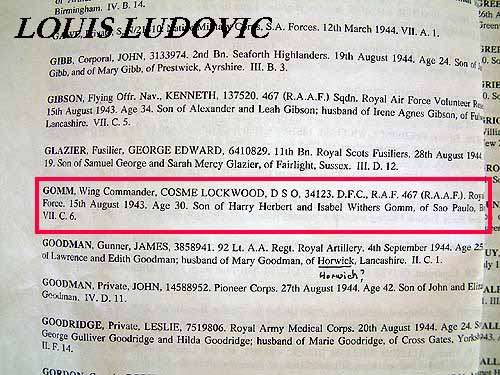 LOUIS LUDOVIC
Birmingham. IV. B.
Private, S/21/10. Native Military Corps, S.A. Forces. 12th March 1944. VII. A. 1.
GIBB, Corporal, JOHN, 3133974. 2nd Bn. Seaforth Highlanders. 19th August 1944. Age 24. Son of
Gibb, and of Mary Gibb, of Prestwick, Ayrshire. III. B. 3.
GIBSON, Flying Offr. Nav., KENNETH, 137520. 467 (R.A.A.F.) Sqdn. Royal Air Force Volunteer Res
15th August 1943. Age 34. Son of Alexander and Leah Gibson; husband of Irene Agnes Gibson, of
Lancashire. VII. C. 5.
GLAZIER, Fusilier, GEORGE EDWARD, 6410829. 11th Bn. Royal Scots Fusiliers. 28th August 1944
19. Son of Samuel George and Sarah Mercy Glazier, of Fairlight, Sussex. III. D. 12.
GOMM, Wing Commander, COSME LOCKWOOD, D S O, 34123. D.F.C., R.A.F. 467 (R.A.A.F.). Roy
Force. 15th August 1943. Age 30. Son of Harry Herbert and Isabel Withers Gomm, of Sao Paulo, B
VII. C. 6.
GOODMAN, Gunner, JAMES, 3858941. 92 Lt. A.A. Regt. Royal Artillery. 4th September 1944. Age 25
of Lawrence and Edith Goodman; husband of Mary Goodman, of Horwick, Lancashire. II. C. 1.
Horwich?
GOODMAN, Private, JOHN, 14588952. Pioneer Corps. 27th August 1944. Age 42. Son of John and Eliza
Goodman. IV. D. 11.
GOODRIDGE, Private, LESLIE, 7519806. Royal Army Medical Corps. 20th August 1944. Age 24. S
George Gulliver Goodridge and Hilda Goodridge; husband of Marie Goodridge, of Cross Gates, Yorks
II. F. 14.